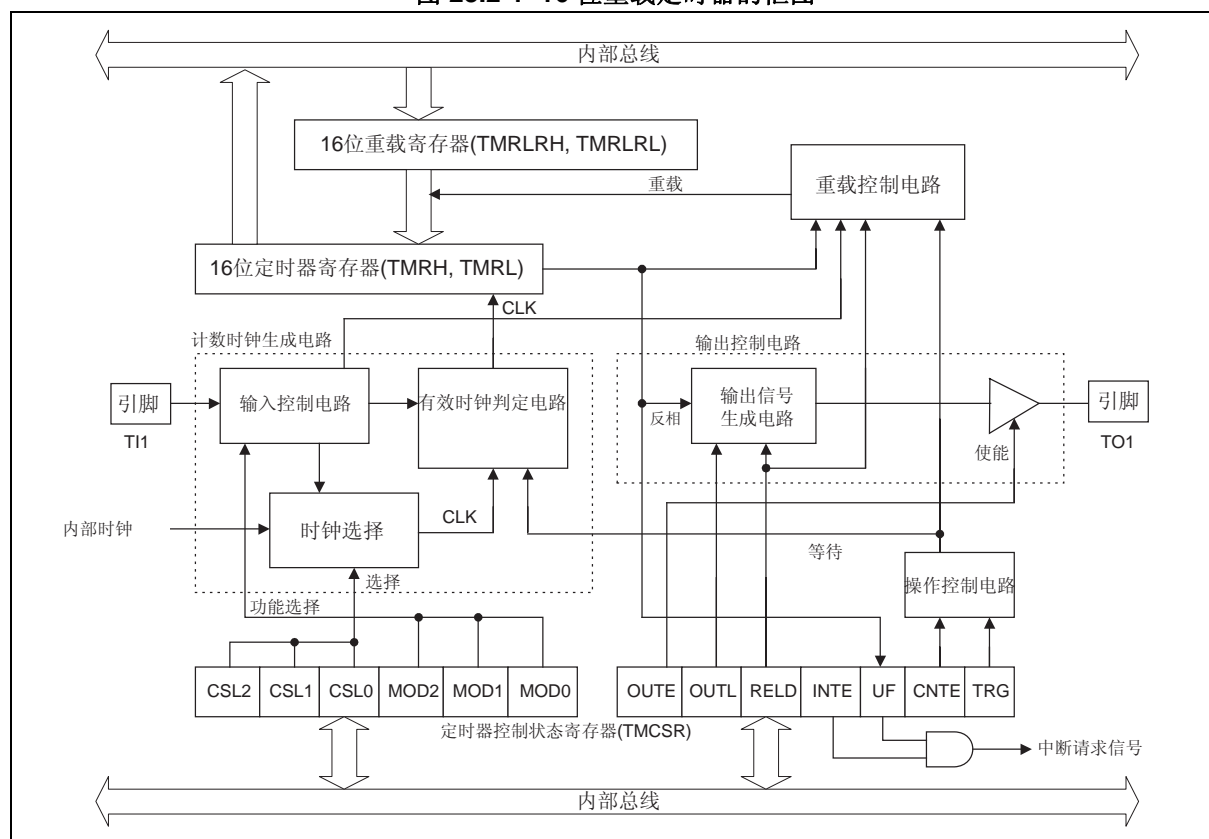 内部总线
16位重载寄存器(TMRLRH, TMRLRL)
重载控制电路
重载
16位定时器寄存器(TMRH, TMRL)
CLK
计数时钟生成电路
输出控制电路
引脚
输入控制电路
有效时钟判定电路
反相
输出信号
生成电路
引脚
TI1
TO1
使能
内部时钟
时钟选择
CLK
等待
选择
操作控制电路
功能选择
CSL2 CSL1 CSL0 MOD2 MOD1 MOD0
OUTE OUTL RELD INTE UF CNTE TRG
定时器控制状态寄存器(TMCSR)
中断请求信号
内部总线